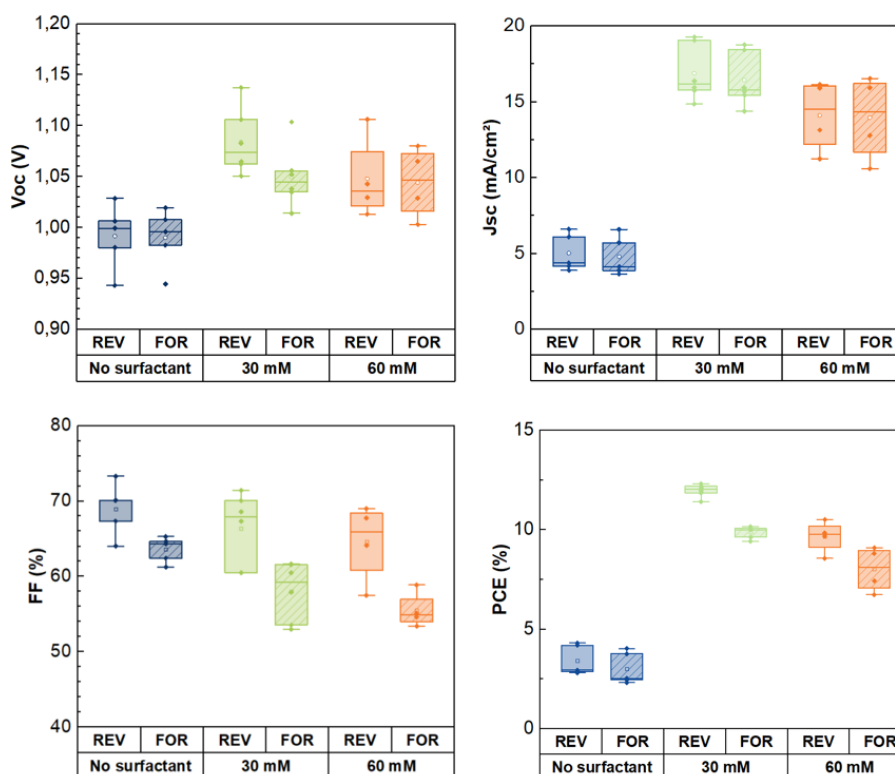 1,20
1,15
1,10
1,05
1,00
0,95
0,90
Voc (V)
REV FOR REV FOR REV FOR
No surfactant 30 mM 60 mM
20
15
10
5
0
Jsc (mA/cm²)
REV FOR REV FOR REV FOR
No surfactant 30 mM 60 mM
80
70
60
50
40
FF (%)
REV FOR REV FOR REV FOR
No surfactant 30 mM 60 mM
15
10
5
0
PCE (%)
REV FOR REV FOR REV FOR
No surfactant 30 mM 60 mM